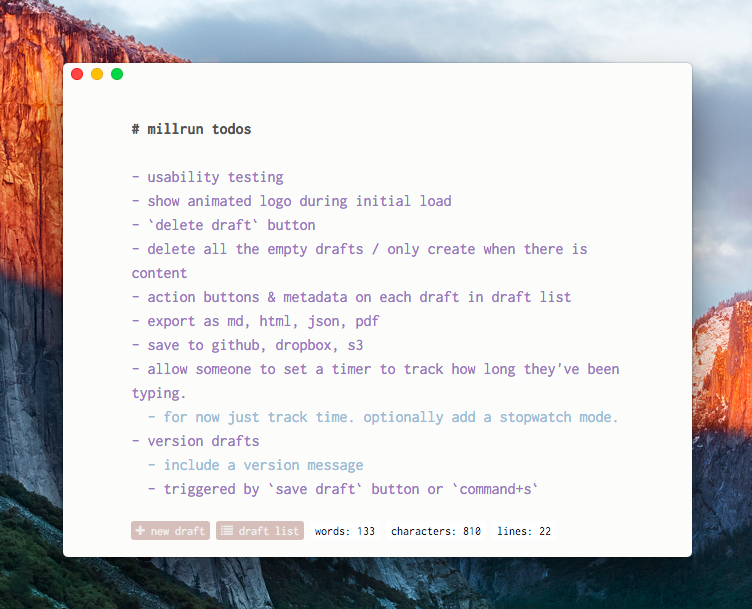 # millrun todos
- usability testing
- show animated logo during initial load
- `delete draft` button
- delete all the empty drafts / only create when there is
content
- action buttons & metadata on each draft in draft list
- export as md, html, json, pdf
- save to github, dropbox, s3
- allow someone to set a timer to track how long they've been
typing.
- for now just track time. optionally add a stopwatch mode.
- version drafts
- include a version message
- triggered by `save draft` button or `command+s`
+ new draft draft list words: 133 characters: 810 lines: 22